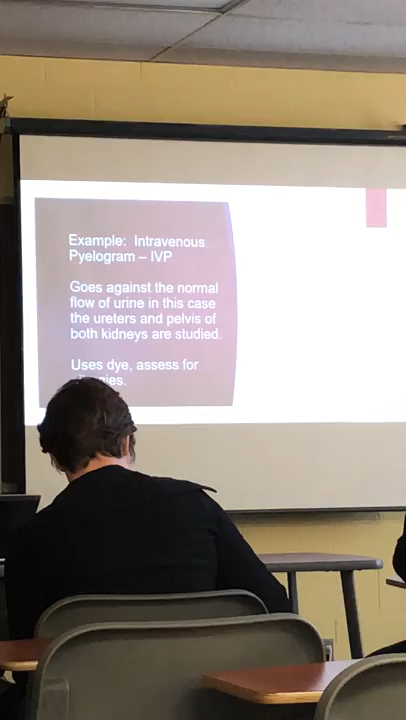 Example: Intravenous
Pyelogram – IVP
Goes against the normal
flow of urine in this case
the ureters and pelvis of
both kidneys are studied.
Uses dye, assess for